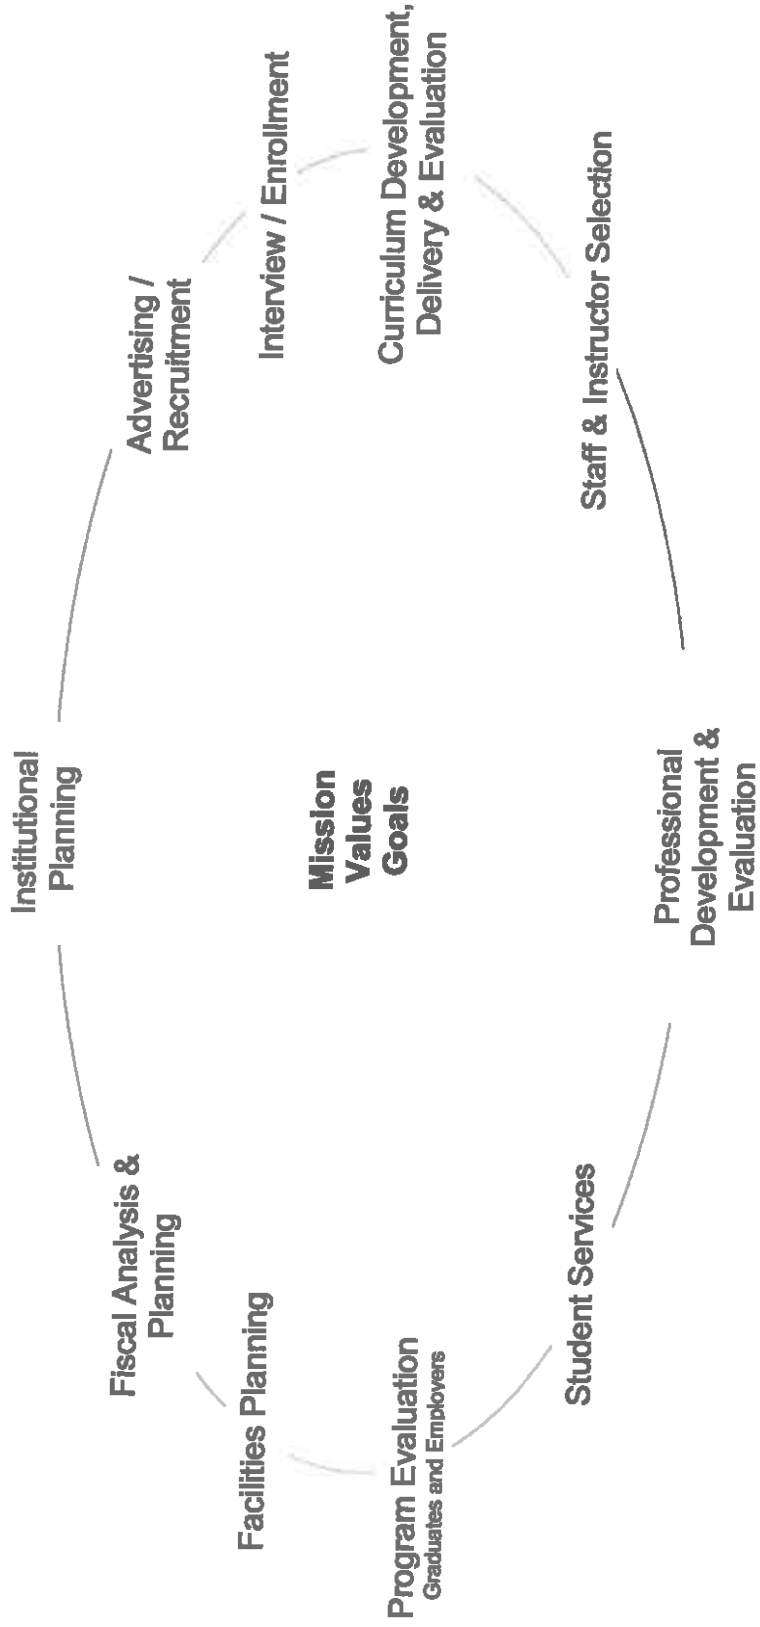 Institutional
Planning
Advertising /
Recruitment
Interview / Enrollment
Curriculum Development,
Delivery & Evaluation
Staff & Instructor Selection
Professional
Development &
Evaluation
Student Services
Program Evaluation
Graduates and Employers
Facilities Planning
Fiscal Analysis &
Planning
Mission
Values
Goals